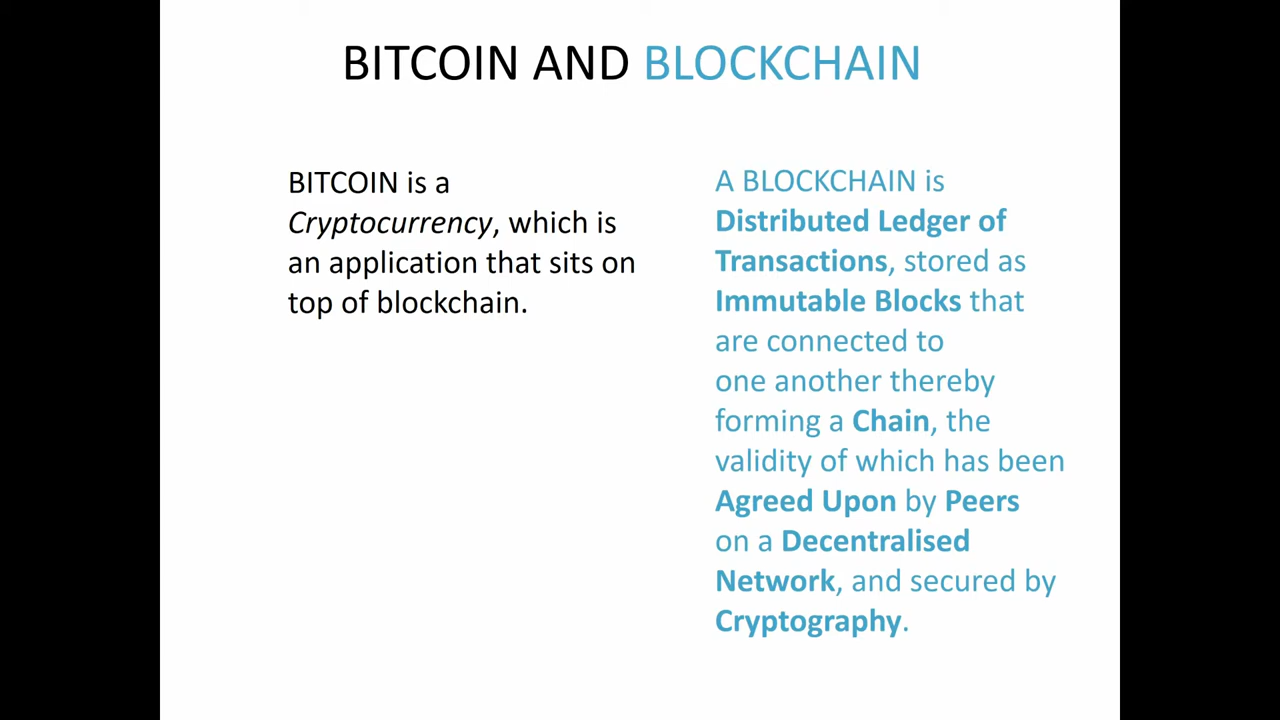 BITCOIN AND BLOCKCHAIN
BITCOIN is a
Cryptocurrency, which is
an application that sits on
top of blockchain.
A BLOCKCHAIN is
Distributed Ledger of
Transactions, stored as
Immutable Blocks that
are connected to
one another thereby
forming a Chain, the
validity of which has been
Agreed Upon by Peers
on a Decentralised
Network, and secured by
Cryptography.